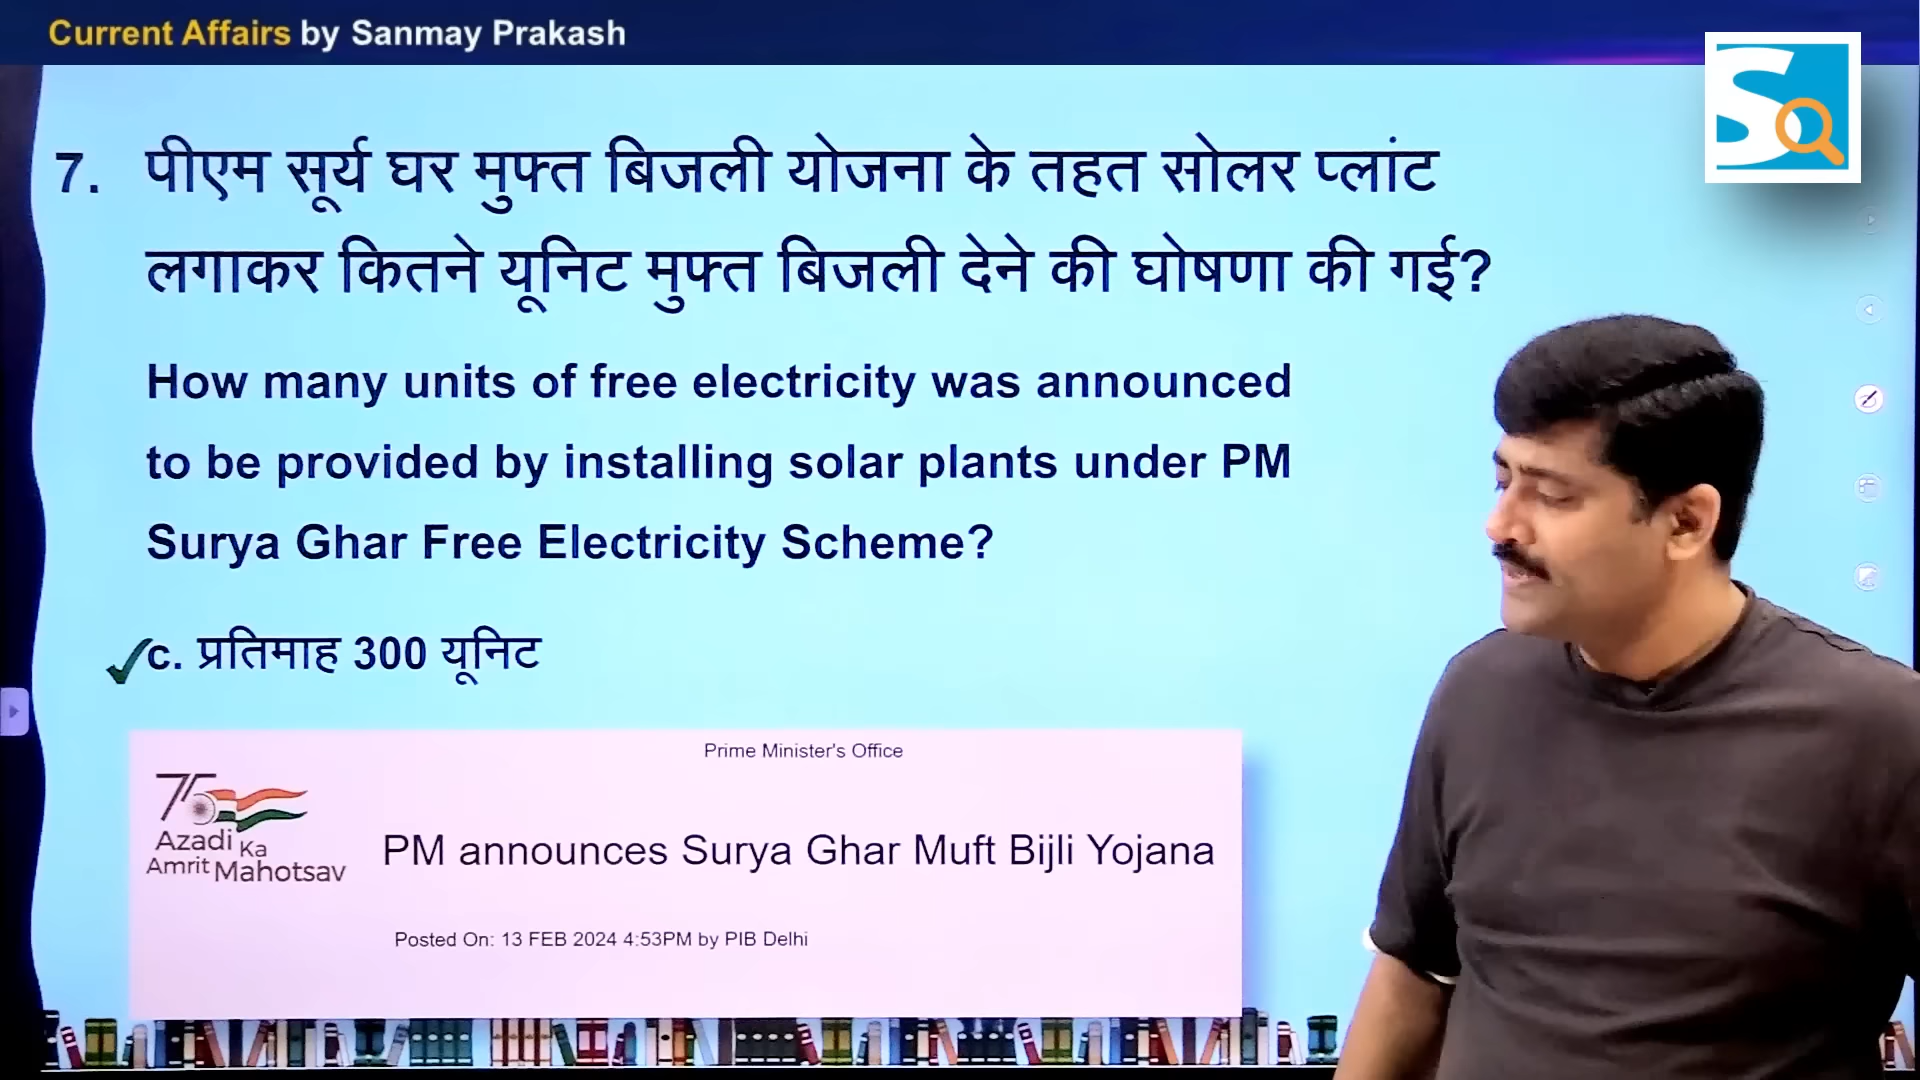 Current Affairs by Sanmay Prakash
7. पीएम सूर्य घर मुफ्त बिजली योजना के तहत सोलर प्लांट
लगाकर कितने यूनिट मुफ्त बिजली देने की घोषणा की गई?
How many units of free electricity was announced
to be provided by installing solar plants under PM
Surya Ghar Free Electricity Scheme?
c. प्रतिमाह 300 यूनिट
Prime Minister's Office
75
Azadi Ka
Amrit Mahotsav
PM announces Surya Ghar Muft Bijli Yojana
Posted On: 13 FEB 2024 4:53PM by PIB Delhi